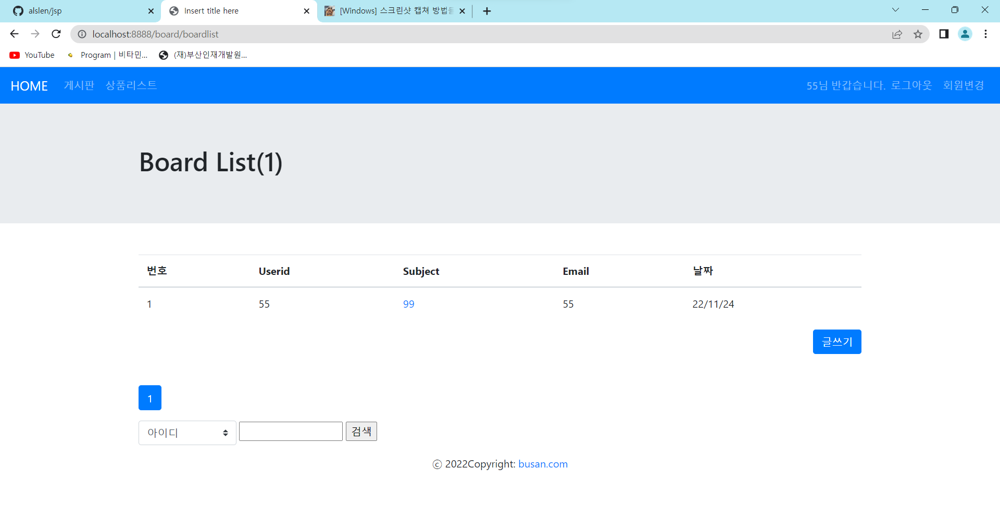 alslen/jsp
Insert title here
[Windows] 스크린샷 캡쳐 방법들
localhost:8888/board/boardlist
YouTube Program | 비타민... (재)부산인재개발원...
HOME 게시판 상품리스트 55님 반갑습니다. 로그아웃 회원변경
Board List(1)
번호 Userid Subject Email 날짜
1 55 99 55 22/11/24
글쓰기
1
아이디 검색
ⓒ 2022Copyright: busan.com